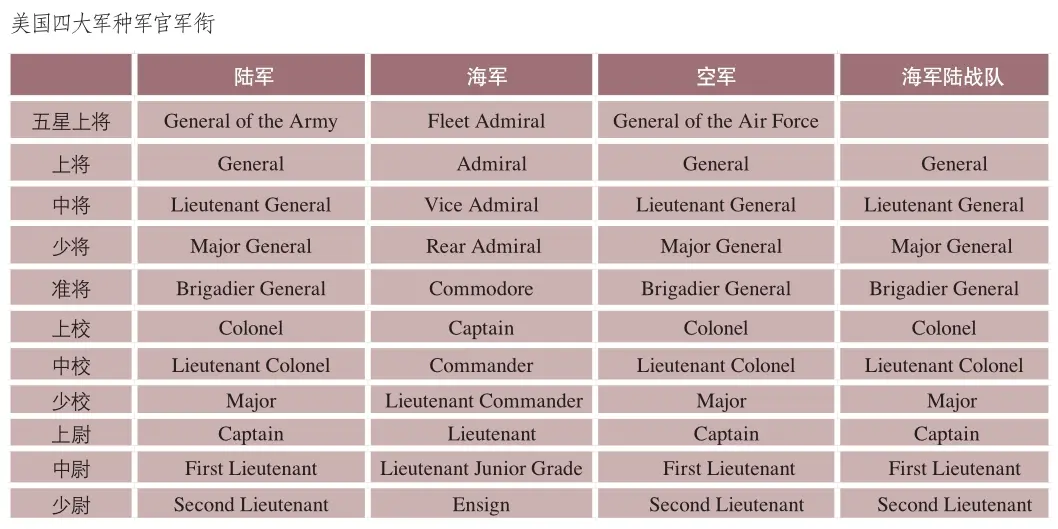 美国四大军种军官军衔
陆军 海军 空军 海军陆战队
五星上将 General of the Army Fleet Admiral General of the Air Force
上将 General Admiral General General
中将 Lieutenant General Vice Admiral Lieutenant General Lieutenant General
少将 Major General Rear Admiral Major General Major General
准将 Brigadier General Commodore Brigadier General Brigadier General
上校 Colonel Captain Colonel Colonel
中校 Lieutenant Colonel Commander Lieutenant Colonel Lieutenant Colonel
少校 Major Lieutenant Commander Major Major
上尉 Captain Lieutenant Captain Captain
中尉 First Lieutenant Lieutenant Junior Grade First Lieutenant First Lieutenant
少尉 Second Lieutenant Ensign Second Lieutenant Second Lieutenant